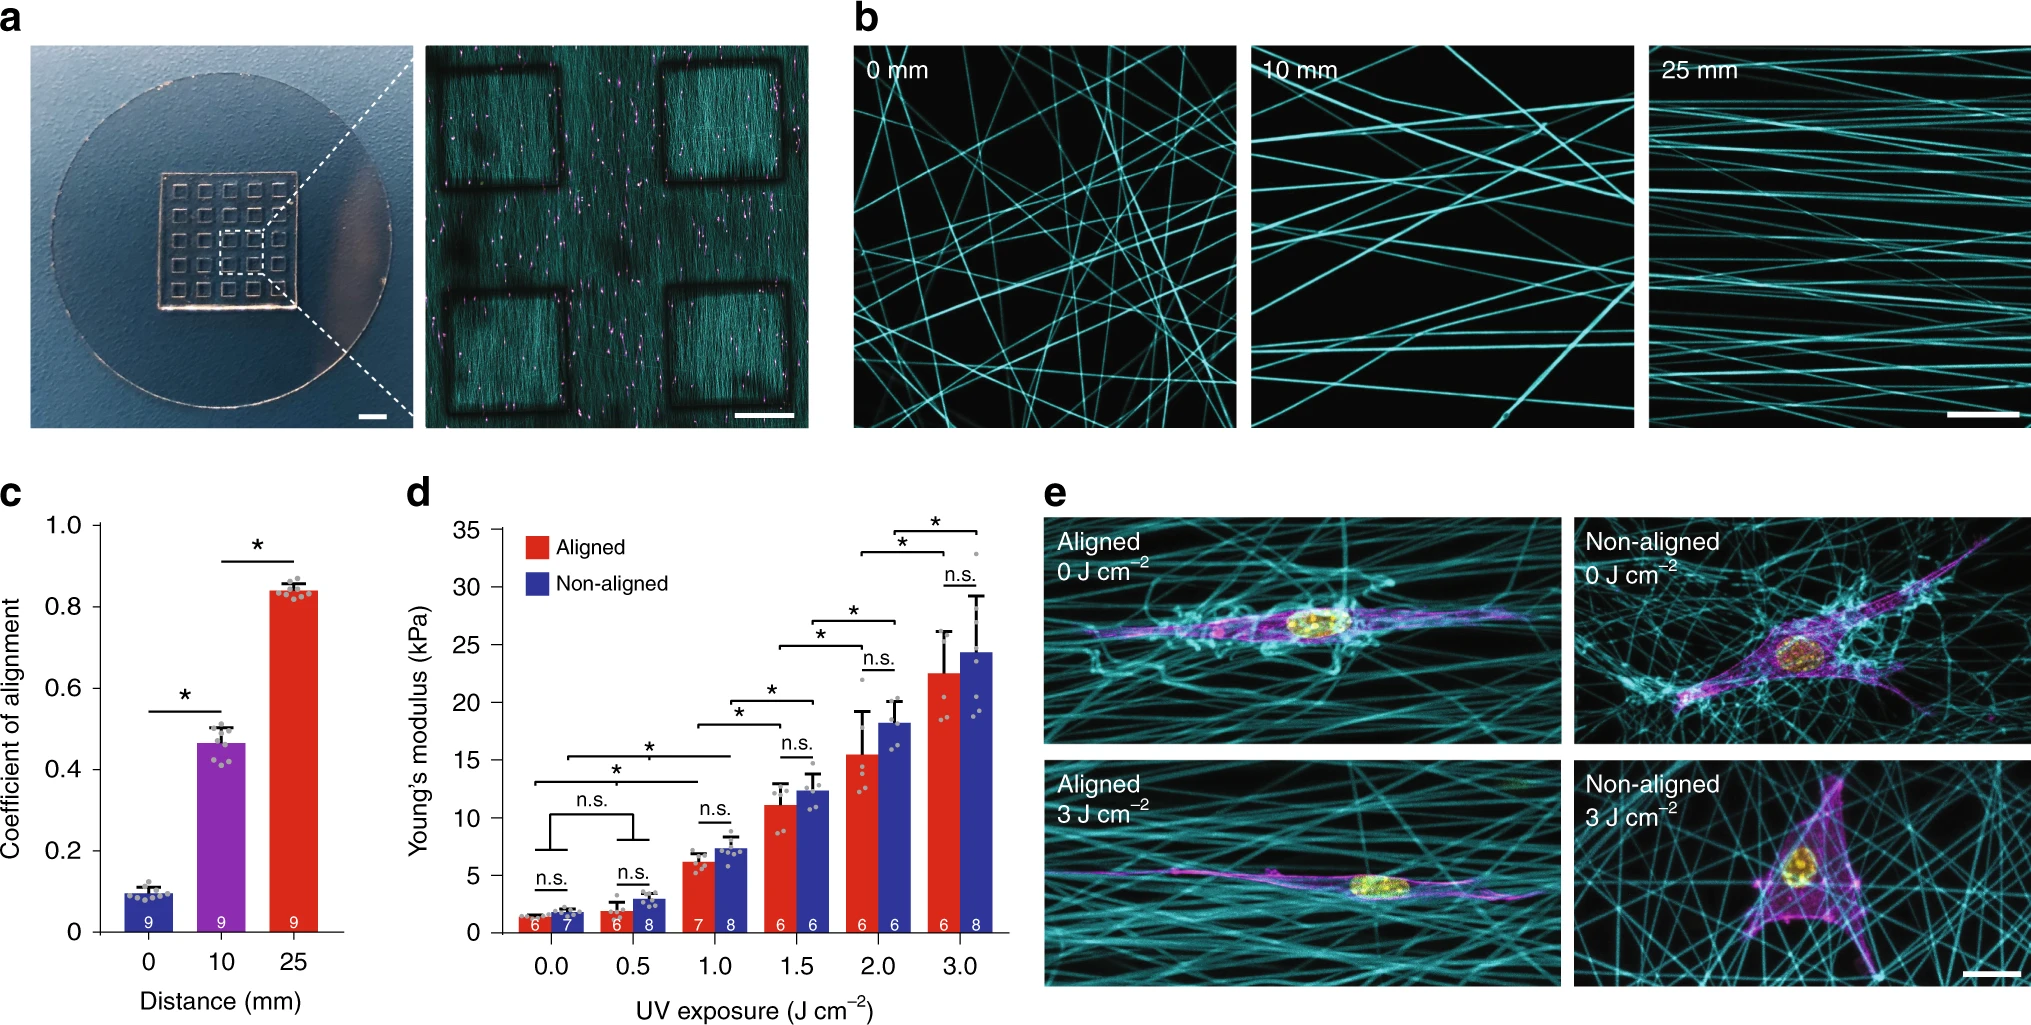 a
b
0 mm
10 mm
25 mm
c
Coefficient of alignment
1.0
0.8
0.6
0.4
0.2
0
*
*
9
9
9
0
10
25
Distance (mm)
d
Young's modulus (kPa)
35
30
25
20
15
10
5
0
Aligned
Non-aligned
*
*
n.s.
*
*
n.s.
*
*
n.s.
*
*
n.s.
n.s.
n.s.
n.s.
6 7 6 8 7 8 6 6 6 6 6 8
0.0 0.5 1.0 1.5 2.0 3.0
UV exposure (J cm⁻²)
e
Aligned
0 J cm⁻²
Non-aligned
0 J cm⁻²
Aligned
3 J cm⁻²
Non-aligned
3 J cm⁻²